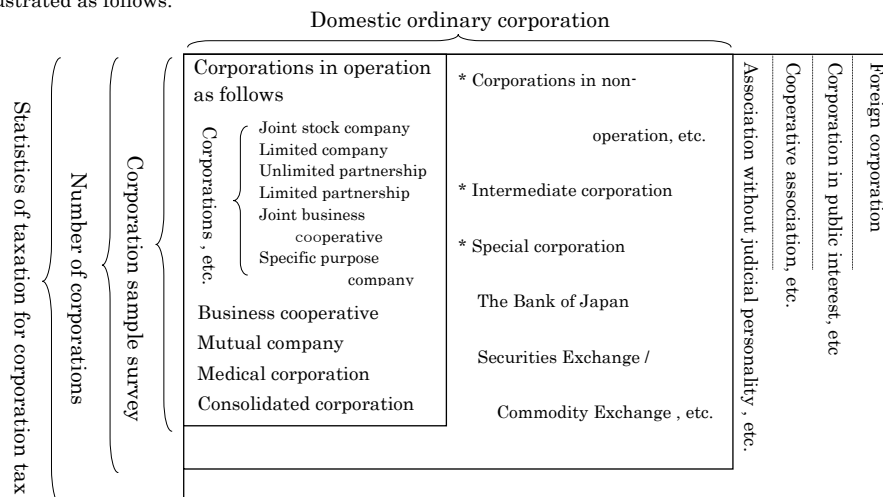 ustrated as follows.
Domestic ordinary corporation
Statistics of taxation for corporation tax
Number of corporations
Corporation sample survey
Corporations in operation
as follows
Corporations , etc.
Joint stock company
Limited company
Unlimited partnership
Limited partnership
Joint business
cooperative
Specific purpose
company
Business cooperative
Mutual company
Medical corporation
Consolidated corporation
* Corporations in non-
operation, etc.
* Intermediate corporation
* Special corporation
The Bank of Japan
Securities Exchange /
Commodity Exchange , etc.
Association without judicial personality , etc.
Cooperative association, etc.
Corporation in public interest, etc
Foreign corporation